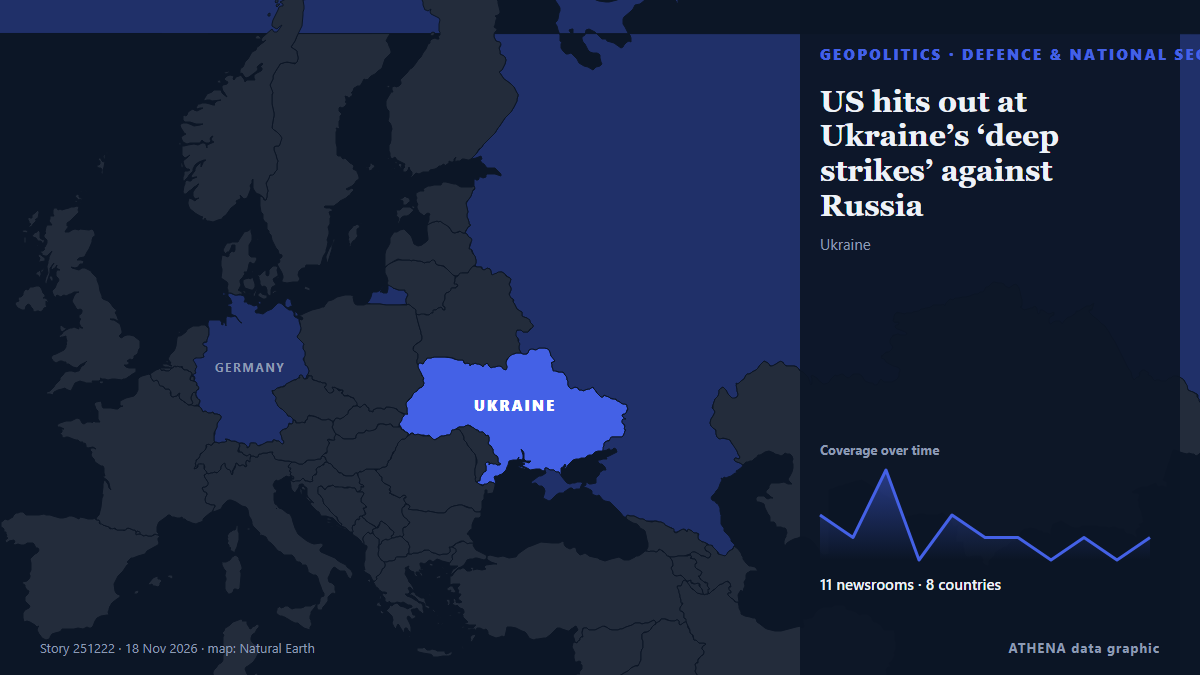 GEOPOLITICS · DEFENCE & NATIONAL
US hits out at
Ukraine’s ‘deep
strikes’ against
Russia
Ukraine
GERMANY
UKRAINE
Coverage over time
11 newsrooms · 8 countries
Story 251222 · 18 Nov 2026 · map: Natural Earth
ATHENA data graphic